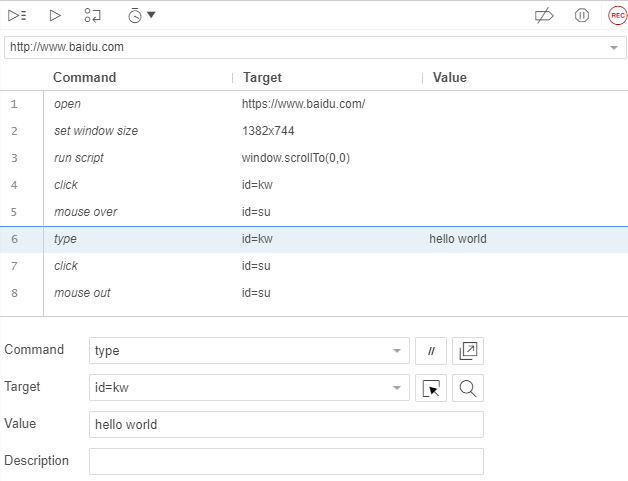 REC
http://www.baidu.com
Command Target Value
1 open https://www.baidu.com/
2 set window size 1382x744
3 run script window.scrollTo(0,0)
4 click id=kw
5 mouse over id=su
6 type id=kw hello world
7 click id=su
8 mouse out id=su
Command type //
Target id=kw
Value hello world
Description